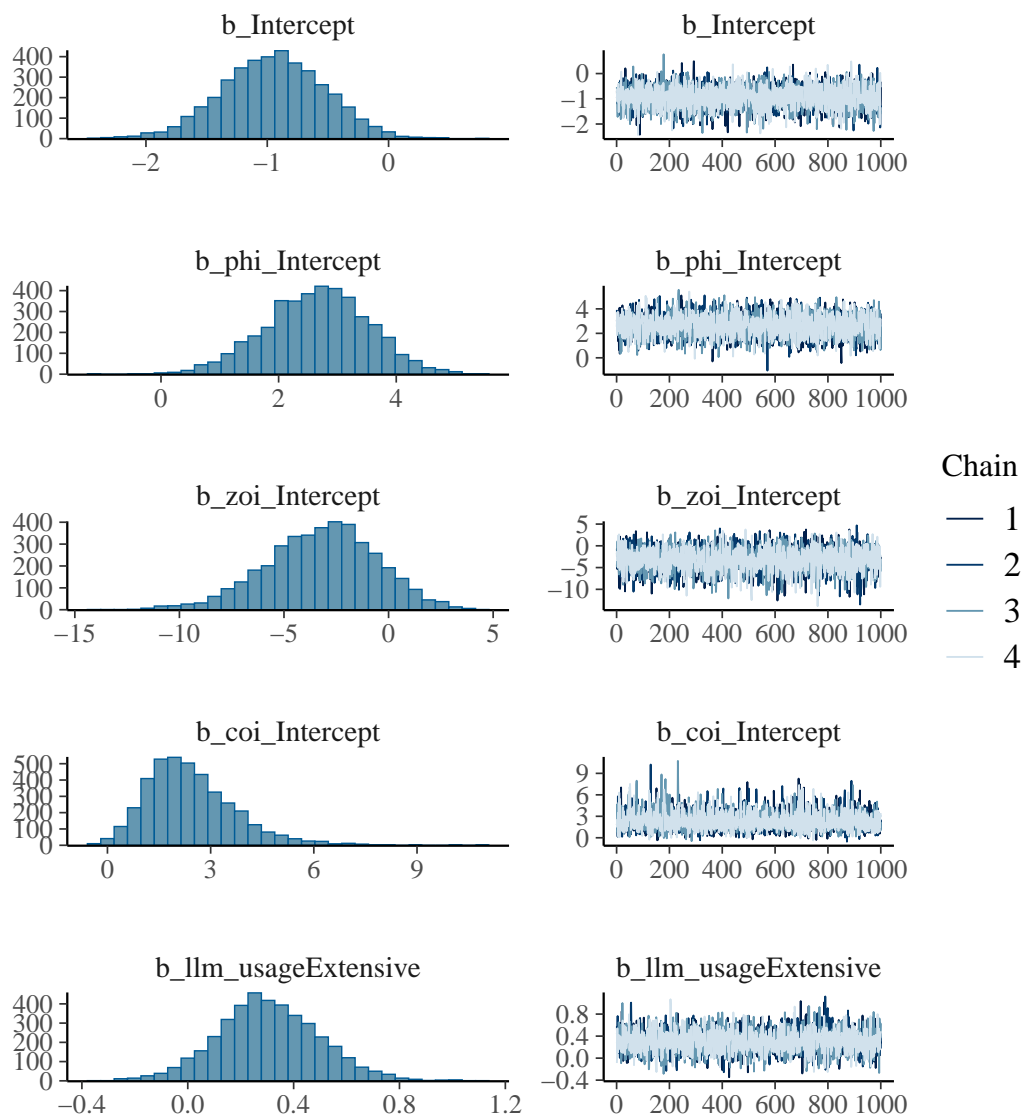 b_Intercept
400
300
200
100
0
−2 −1 0
b_Intercept
0
−1
−2
0 200 400 600 800 1000
b_phi_Intercept
400
300
200
100
0
0 2 4
b_phi_Intercept
4
2
0
0 200 400 600 800 1000
b_zoi_Intercept
400
300
200
100
0
−15 −10 −5 0 5
b_zoi_Intercept
5
0
−5
−10
0 200 400 600 800 1000
b_coi_Intercept
500
400
300
200
100
0
0 3 6 9
b_coi_Intercept
9
6
3
0
0 200 400 600 800 1000
b_llm_usageExtensive
400
300
200
100
0
−0.4 0.0 0.4 0.8 1.2
b_llm_usageExtensive
0.8
0.4
0.0
−0.4
0 200 400 600 800 1000
Chain
1
2
3
4